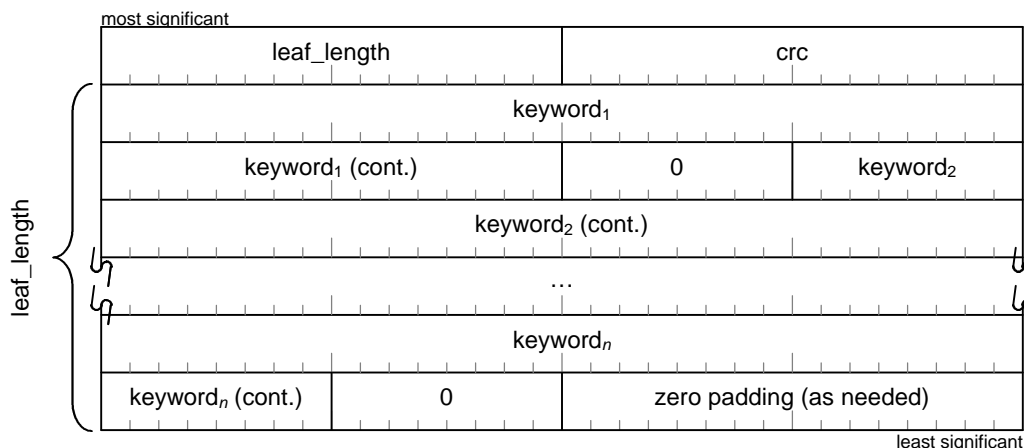 most significant
leaf_length crc
keyword₁
keyword₁ (cont.) 0 keyword₂
keyword₂ (cont.)
...
keywordₙ
keywordₙ (cont.) 0 zero padding (as needed)
least significant
leaf_length